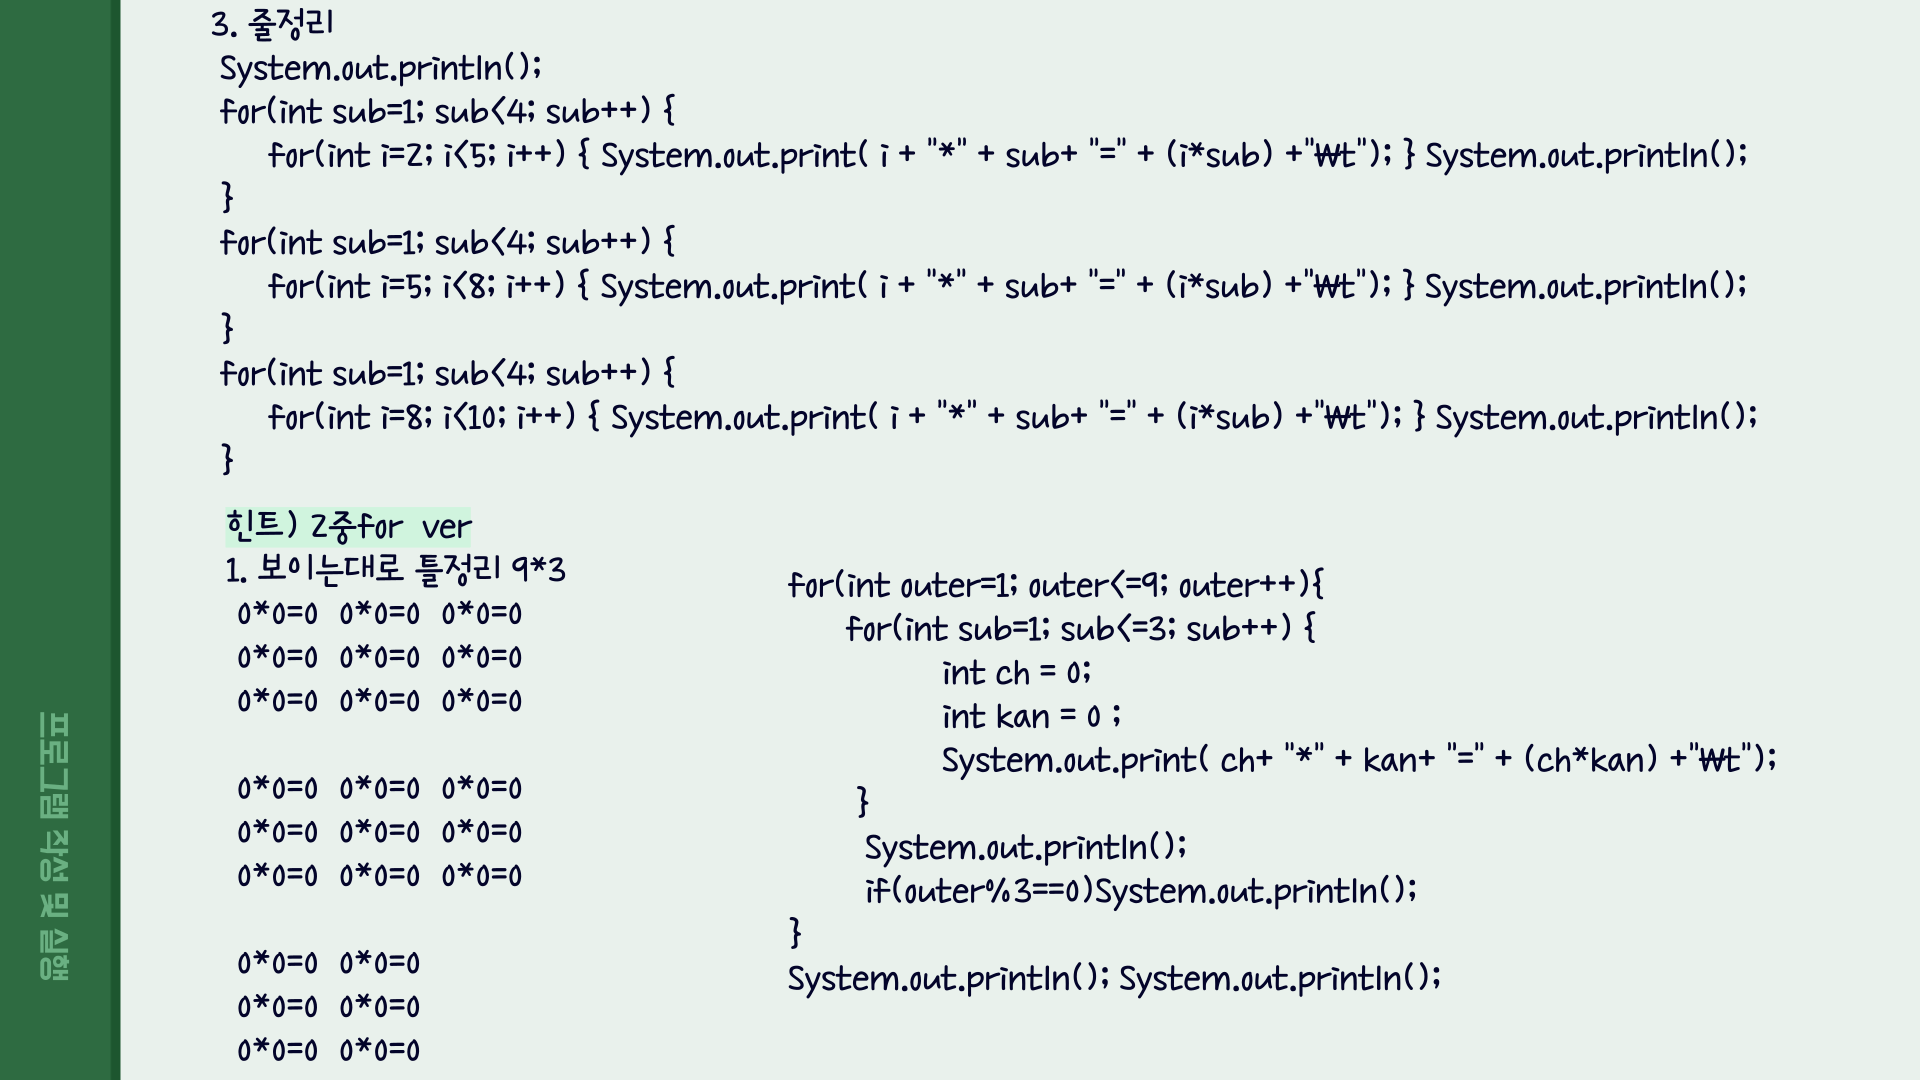 3. 줄정리
System.out.println();
for(int sub=1; sub<4; sub++) {
for(int i=2; i<5; i++) { System.out.print( i + "*" + sub+ "=" + (i*sub) +"₩t"); } System.out.println();
}
for(int sub=1; sub<4; sub++) {
for(int i=5; i<8; i++) { System.out.print( i + "*" + sub+ "=" + (i*sub) +"₩t"); } System.out.println();
}
for(int sub=1; sub<4; sub++) {
for(int i=8; i<10; i++) { System.out.print( i + "*" + sub+ "=" + (i*sub) +"₩t"); } System.out.println();
}
힌트) 2중for ver
1. 보이는대로 틀정리 9*3
0*0=0 0*0=0 0*0=0
0*0=0 0*0=0 0*0=0
0*0=0 0*0=0 0*0=0
0*0=0 0*0=0 0*0=0
0*0=0 0*0=0 0*0=0
0*0=0 0*0=0 0*0=0
0*0=0 0*0=0
0*0=0 0*0=0
0*0=0 0*0=0
for(int outer=1; outer<=9; outer++){
for(int sub=1; sub<=3; sub++) {
int ch = 0;
int kan = 0 ;
System.out.print( ch+ "*" + kan+ "=" + (ch*kan) +"₩t");
}
System.out.println();
if(outer%3==0)System.out.println();
}
System.out.println(); System.out.println();
프로그램 작성 및 실행